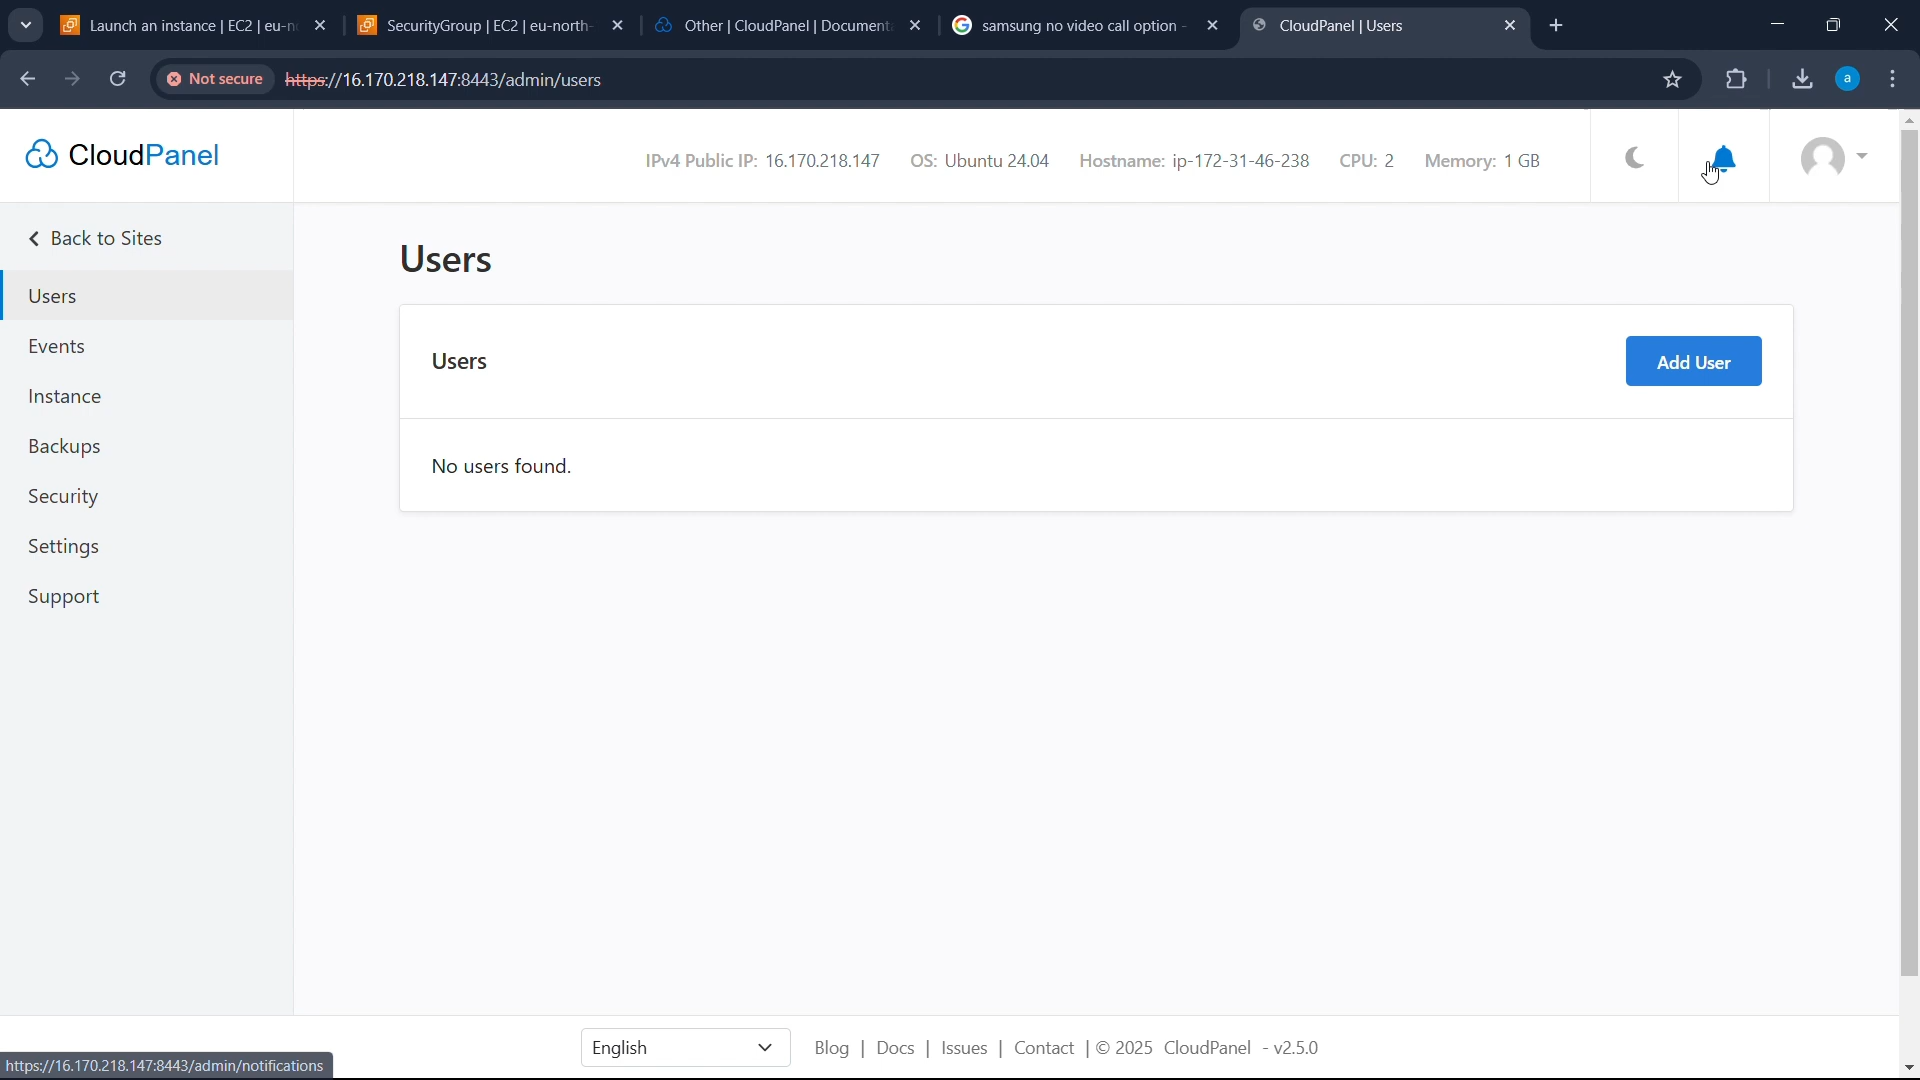 Launch an instance | EC2 | eu-n
SecurityGroup | EC2 | eu-north-
Other | CloudPanel | Document
samsung no video call option -
CloudPanel | Users
Not secure
https://16.170.218.147:8443/admin/users
a
CloudPanel
IPv4 Public IP: 16.170.218.147 OS: Ubuntu 24.04 Hostname: ip-172-31-46-238 CPU: 2 Memory: 1 GB
Back to Sites
Users
Events
Instance
Backups
Security
Settings
Support
Users
Users
Add User
No users found.
English
Blog | Docs | Issues | Contact | © 2025 CloudPanel - v2.5.0
https://16.170.218.147:8443/admin/notifications